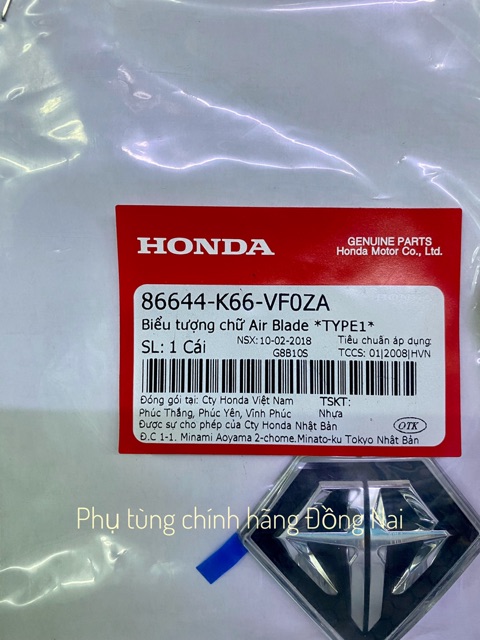 HONDA
GENUINE PARTS
Honda Motor Co., Ltd.
86644-K66-VF0ZA
Biểu tượng chữ Air Blade *TYPE1*
SL: 1 Cái
NSX: 10-02-2018
G8B10S
Tiêu chuẩn áp dụng:
TCCS: 01|2008|HVN
Đóng gói tại: Cty Honda Việt Nam
Phúc Thắng, Phúc Yên, Vĩnh Phúc
Được sự cho phép của Cty Honda Nhật Bản
Đ.C 1-1. Minami Aoyama 2-chome.Minato-ku Tokyo Nhật Bản
TSKT:
Nhựa
OTK
Phụ tùng chính hãng Đồng Nai